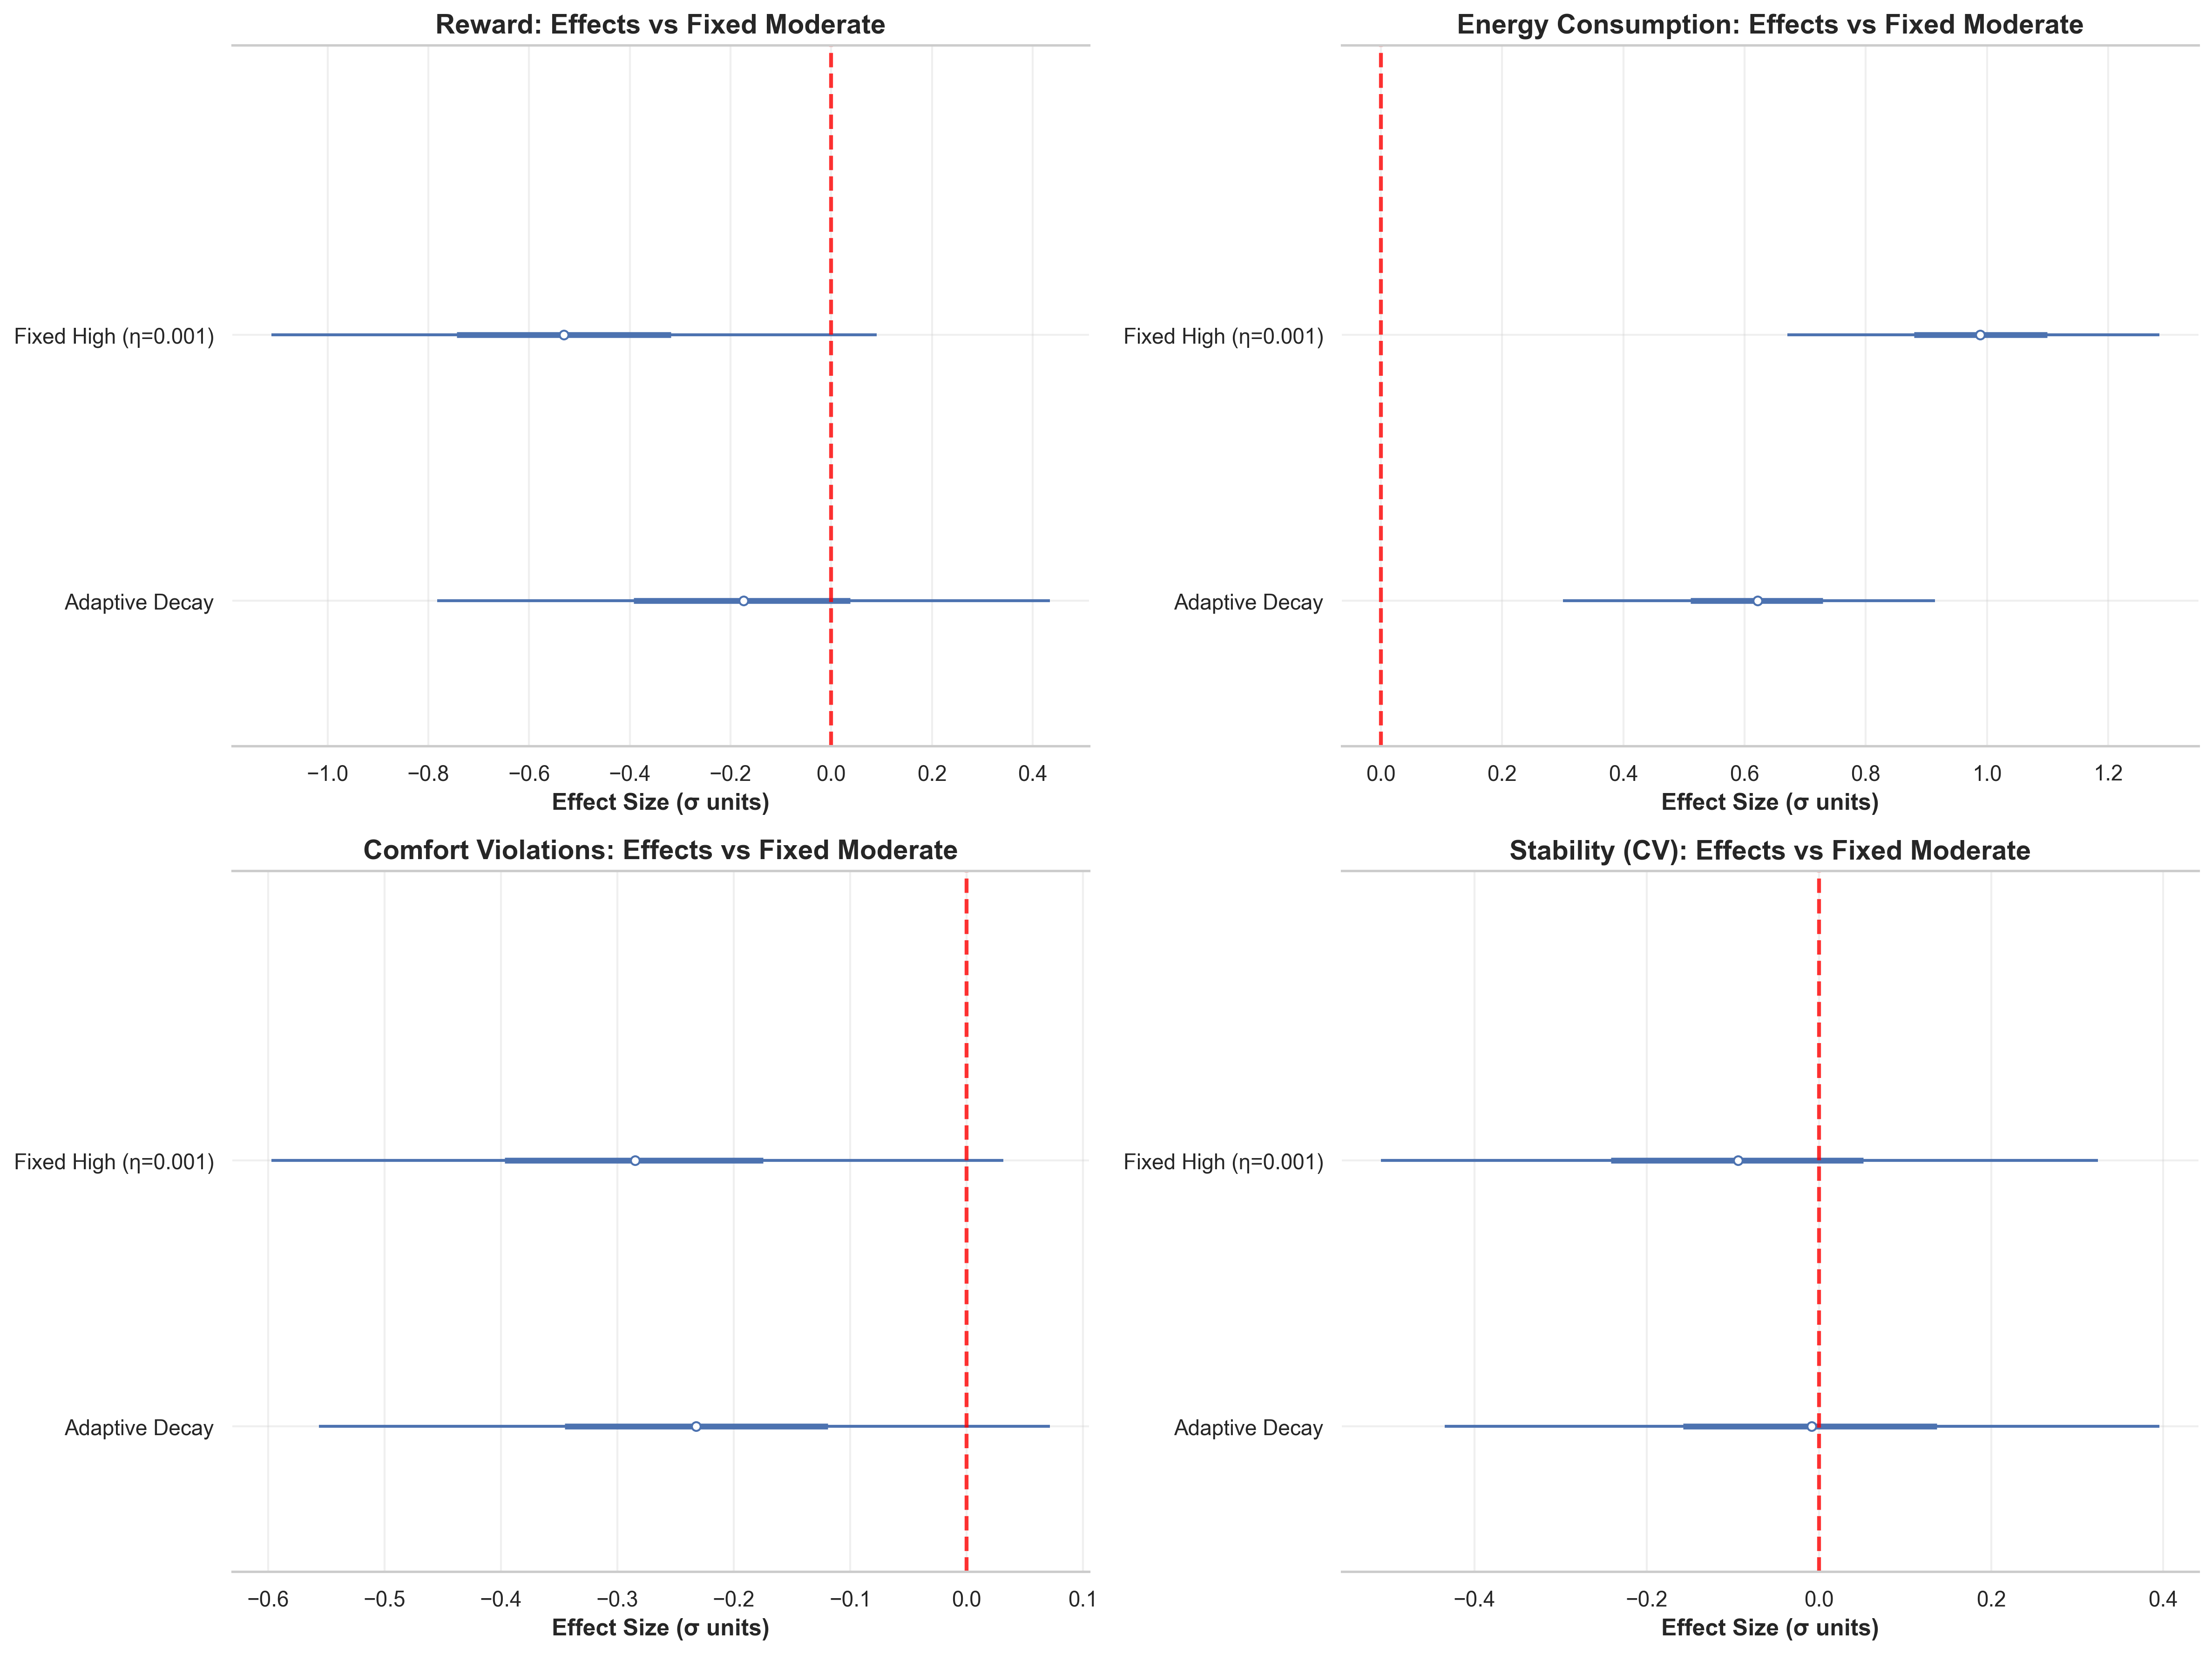 Reward: Effects vs Fixed Moderate
Fixed High (η=0.001)
Adaptive Decay
−1.0 −0.8 −0.6 −0.4 −0.2 0.0 0.2 0.4
Effect Size (σ units)
Energy Consumption: Effects vs Fixed Moderate
Fixed High (η=0.001)
Adaptive Decay
0.0 0.2 0.4 0.6 0.8 1.0 1.2
Effect Size (σ units)
Comfort Violations: Effects vs Fixed Moderate
Fixed High (η=0.001)
Adaptive Decay
−0.6 −0.5 −0.4 −0.3 −0.2 −0.1 0.0 0.1
Effect Size (σ units)
Stability (CV): Effects vs Fixed Moderate
Fixed High (η=0.001)
Adaptive Decay
−0.4 −0.2 0.0 0.2 0.4
Effect Size (σ units)